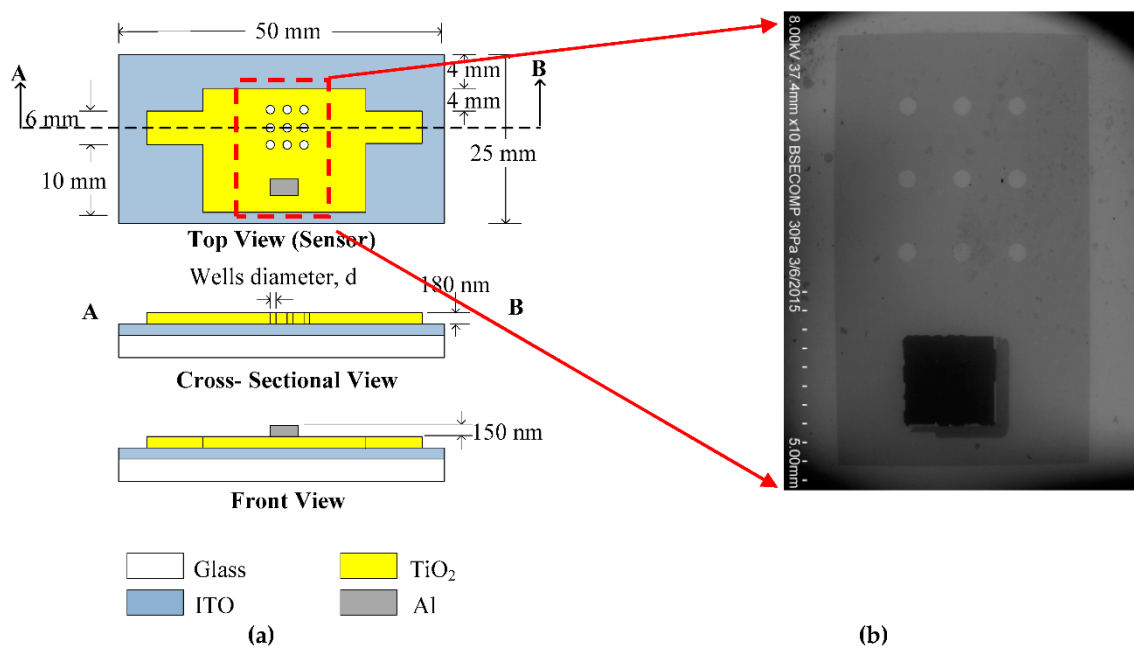 50 mm
A
B
4 mm
4 mm
6 mm
25 mm
10 mm
Top View (Sensor)
Wells diameter, d
180 nm
A
B
Cross- Sectional View
150 nm
Front View
Glass
TiO₂
ITO
Al
(a)
8.00kV 37.4mm x10 BSECOMP 30Pa 3/6/2015
5.00mm
(b)